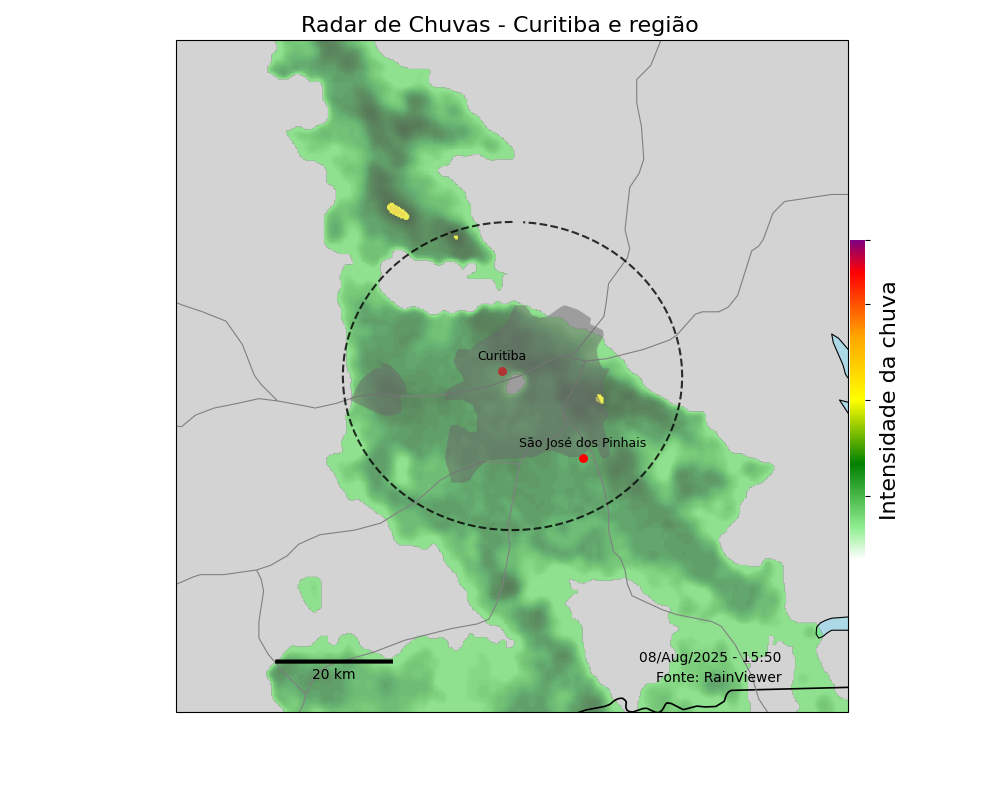 Radar de Chuvas - Curitiba e região
Curitiba
São José dos Pinhais
Intensidade da chuva
08/Aug/2025 - 15:50
Fonte: RainViewer
20 km